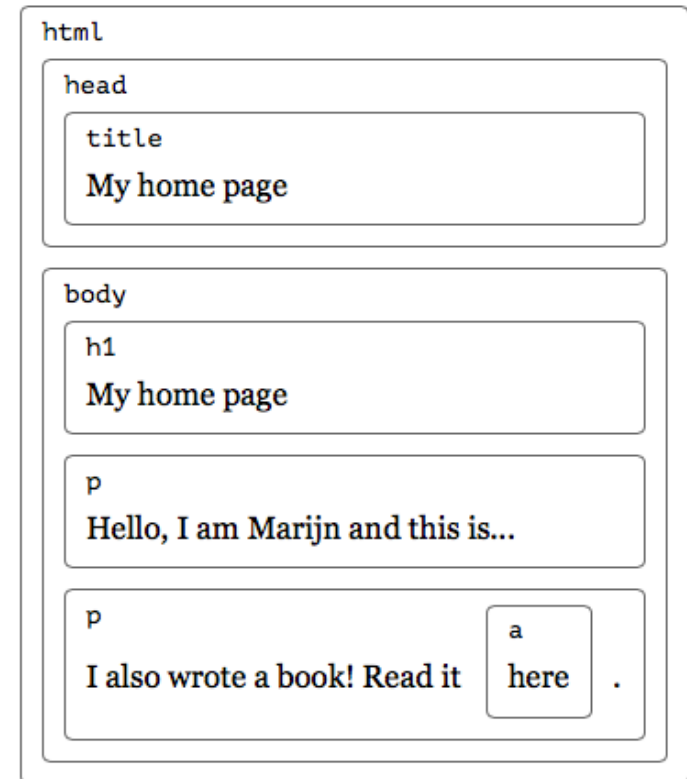 html
head
title
My home page
body
h1
My home page
p
Hello, I am Marijn and this is...
p
a
I also wrote a book! Read it here .